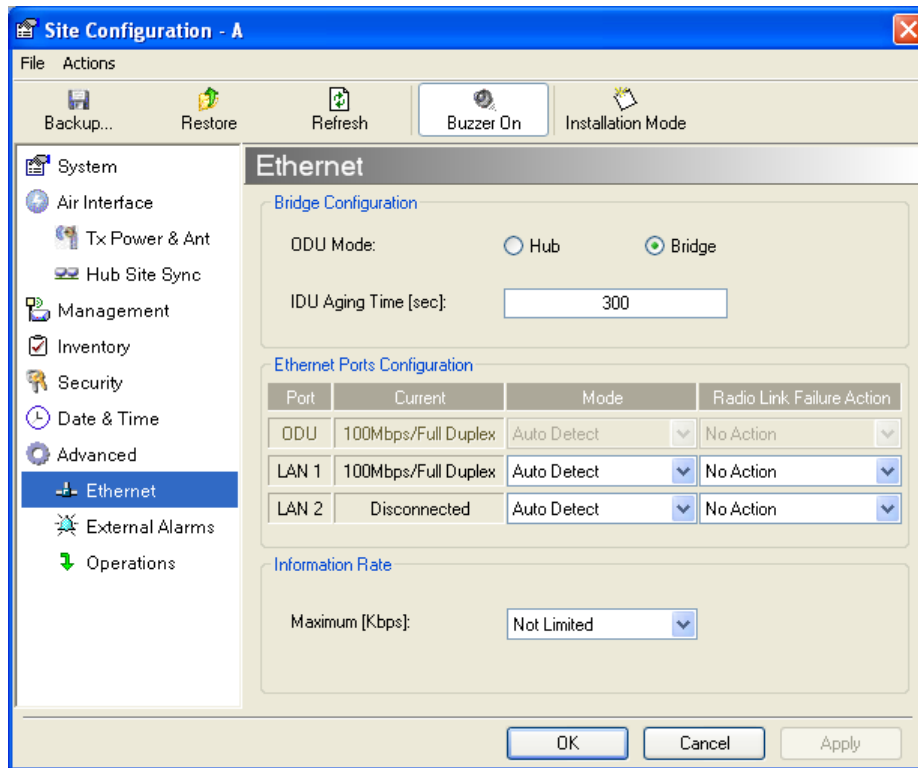 Site Configuration - A
File Actions
Backup... Restore Refresh Buzzer On Installation Mode
System
Air Interface
Tx Power & Ant
Hub Site Sync
Management
Inventory
Security
Date & Time
Advanced
Ethernet
External Alarms
Operations
Ethernet
Bridge Configuration
ODU Mode: Hub Bridge
IDU Aging Time [sec]: 300
Ethernet Ports Configuration
Port Current Mode Radio Link Failure Action
ODU 100Mbps/Full Duplex Auto Detect No Action
LAN 1 100Mbps/Full Duplex Auto Detect No Action
LAN 2 Disconnected Auto Detect No Action
Information Rate
Maximum [Kbps]: Not Limited
OK Cancel Apply